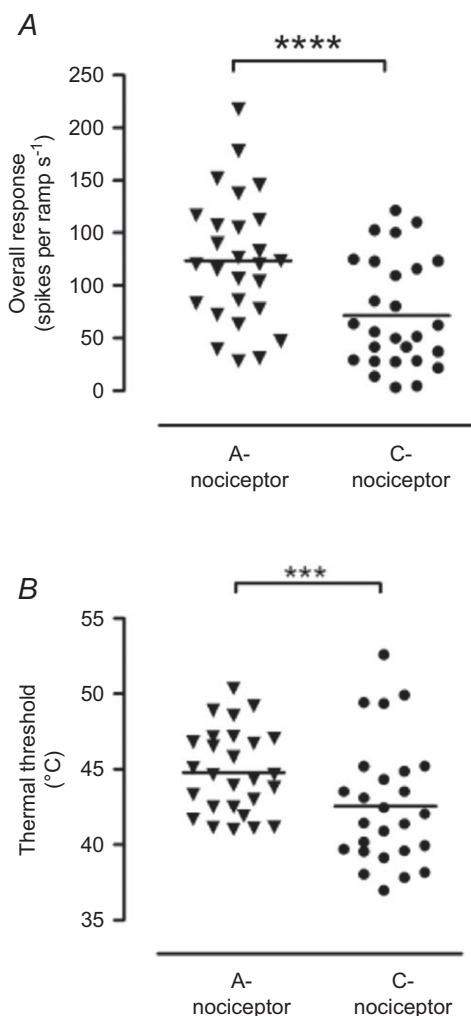 A
****
Overall response
(spikes per ramp s-1)
250
200
150
100
100
50
0
A-
nociceptor
C-
nociceptor
B
***
Thermal threshold
(°C)
55
50
45
40
35
A-
nociceptor
C-
nociceptor